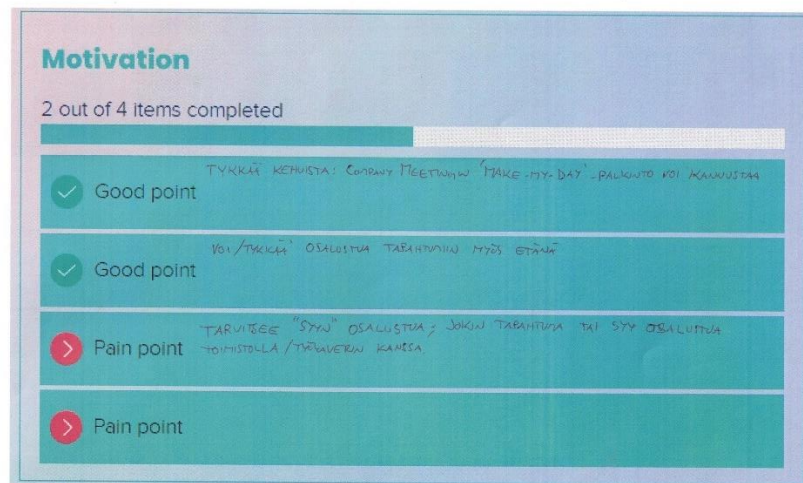 Motivation
2 out of 4 items completed
TYKKÄÄ KEHUISTA: COMPANY MEETINGIN 'MAKE-MY-DAY' -PALKINTO VOI KANNUSTAA
Good point
VOI/TYKKÄÄ OSALLISTUA TAPAHTUMIIN MYÖS ETÄNÄ
Good point
TARVITSEE "SYYN" OSALLISTUA; JOKIN TAPAHTUMA TAI SYY OSALLISTUA
Pain point
TOIMISTOLLA/TYÖKAVERIN KANSSA
Pain point